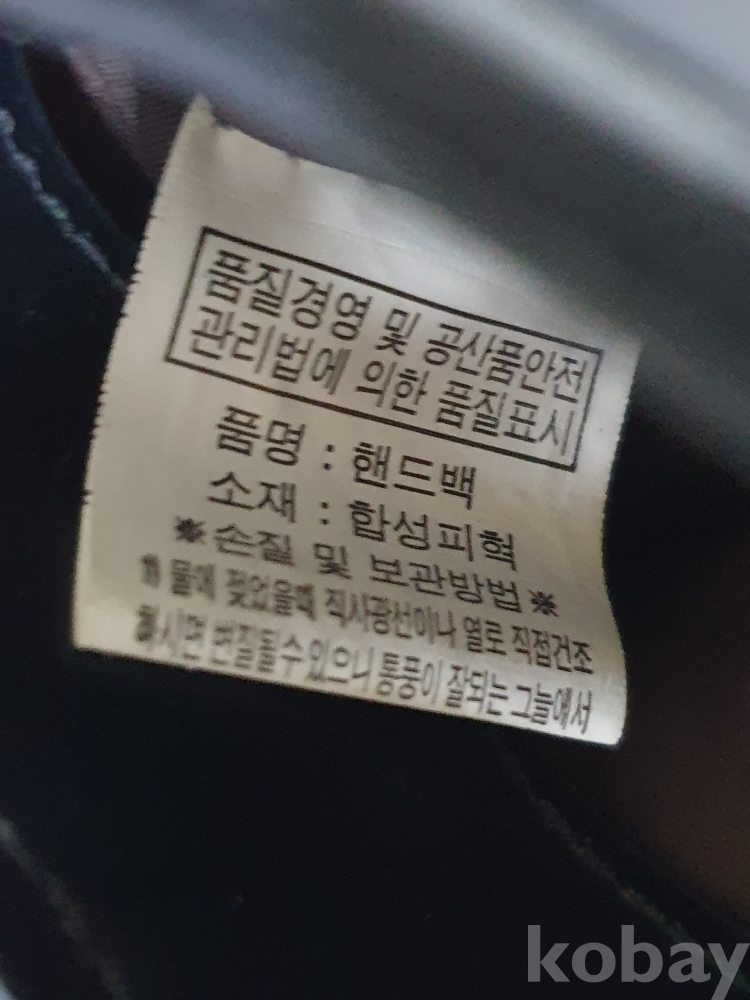 품질경영 및 공산품안전
관리법에 의한 품질표시
품명 : 핸드백
소재 : 합성피혁
※손질 및 보관방법※
1) 물에 젖었을때 직사광선이나 열로 직접건조
하시면 변질될수있으니 통풍이 잘되는 그늘에서
kobay